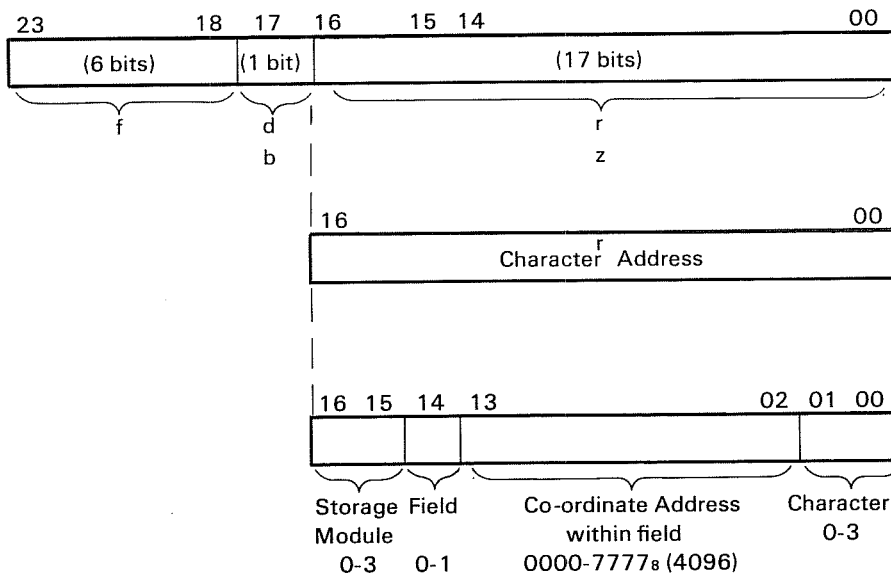 23 18 17 16 15 14 00
(6 bits) (1 bit) (17 bits)
f d r
b z
16 00
r
Character Address
16 15 14 13 02 01 00
Storage Field Co-ordinate Address Character
Module within field 0-3
0-3 0-1 0000-7777₈ (4096)